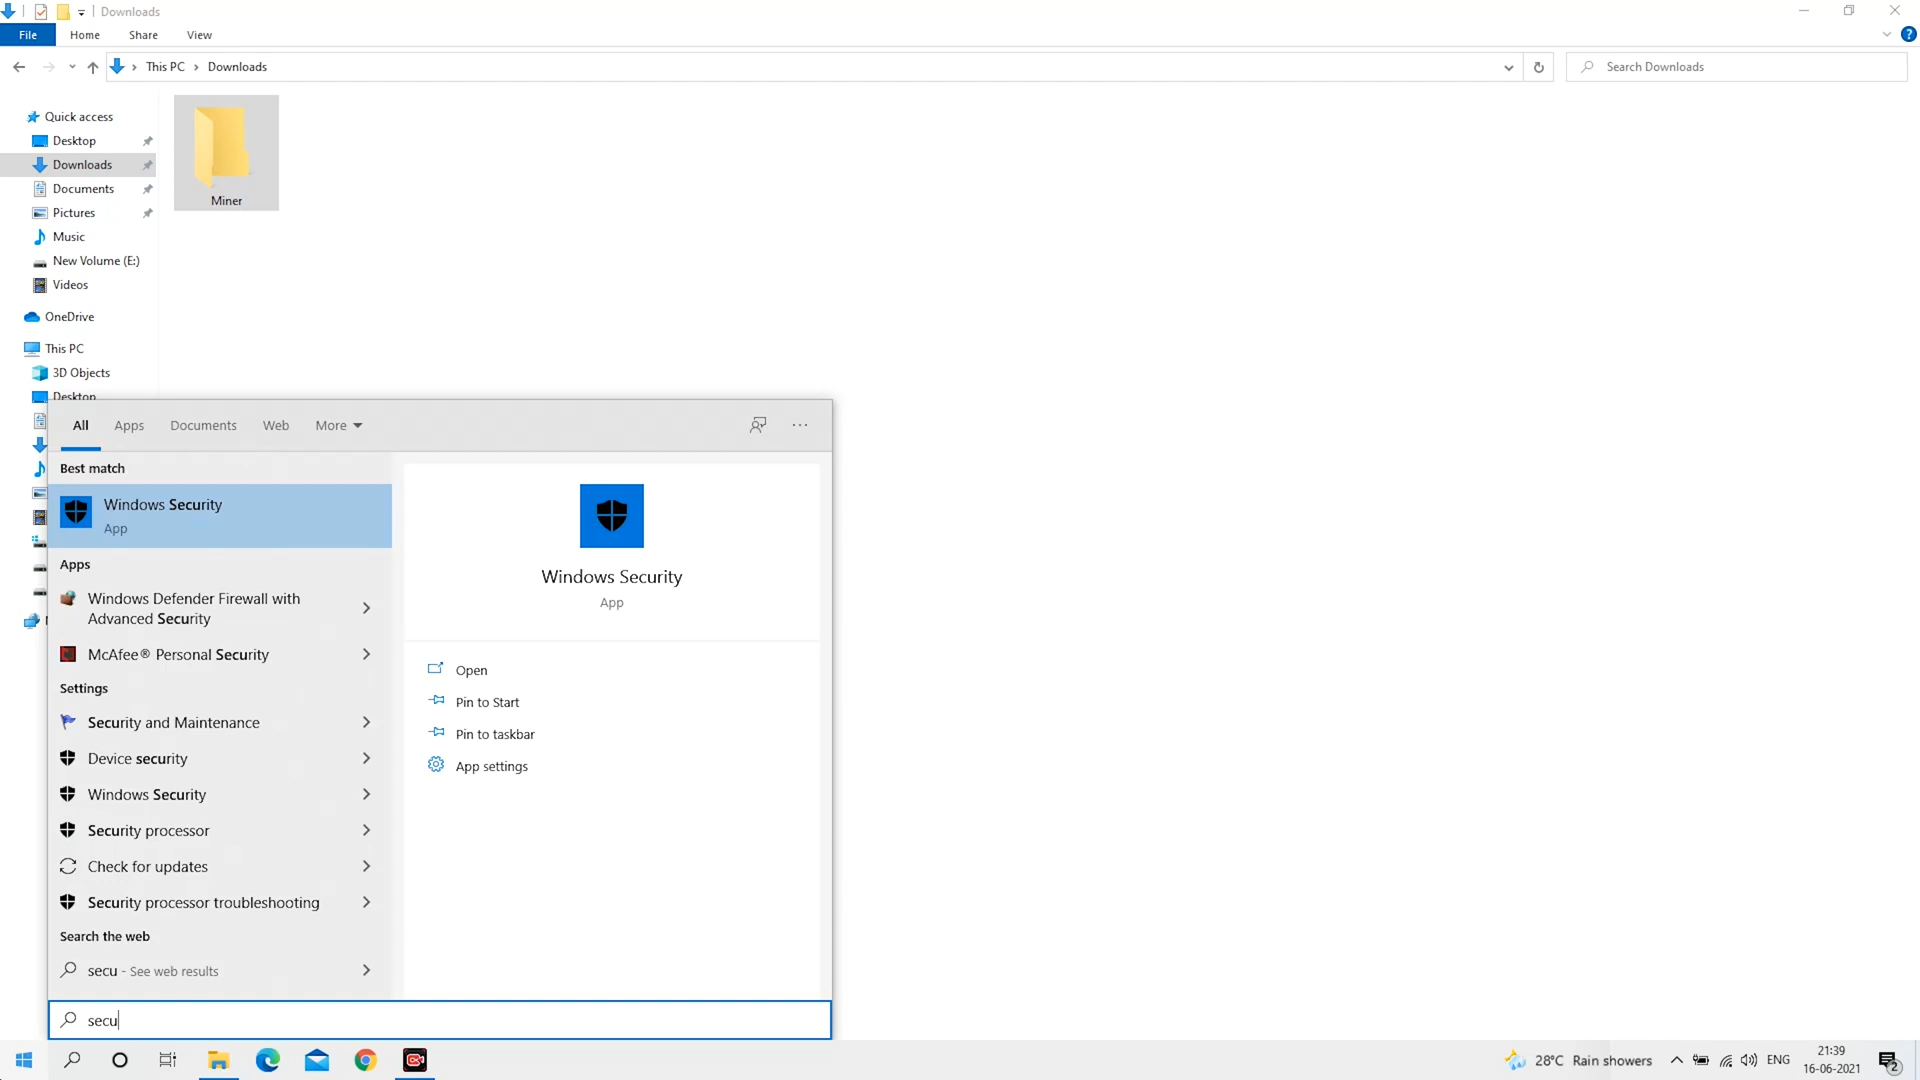 Downloads
File
Home
Share
View
This PC
Downloads
Search Downloads
Quick access
Desktop
Downloads
Documents
Pictures
Music
New Volume (E:)
Videos
OneDrive
This PC
3D Objects
Desktop
Miner
All
Apps
Documents
Web
More
Best match
Windows Security
App
Apps
Windows Defender Firewall with
Advanced Security
McAfee® Personal Security
Settings
Security and Maintenance
Device security
Windows Security
Security processor
Check for updates
Security processor troubleshooting
Search the web
secu - See web results
Windows Security
App
Open
Pin to Start
Pin to taskbar
App settings
secu
28°C Rain showers
ENG
21:39
16-06-2021
2